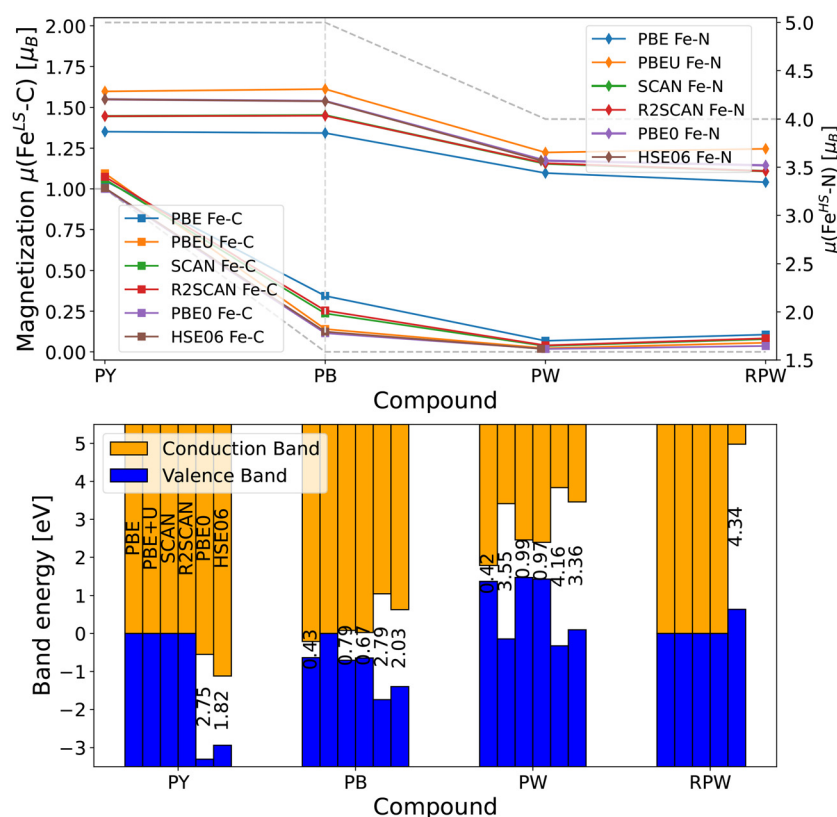 Magnetization μ(Fe^LS-C) [μ_B]
2.00
1.75
1.50
1.25
1.00
0.75
0.50
0.25
0.00
PBE Fe-N
PBEU Fe-N
SCAN Fe-N
R2SCAN Fe-N
PBE0 Fe-N
HSE06 Fe-N
PBE Fe-C
PBEU Fe-C
SCAN Fe-C
R2SCAN Fe-C
PBE0 Fe-C
HSE06 Fe-C
5.0
4.5
4.0
3.5
3.0
2.5
2.0
1.5
μ(Fe^HS-N) [μ_B]
PY PB PW RPW
Compound
Band energy [eV]
5
4
3
2
1
0
−1
−2
−3
Conduction Band
Valence Band
PBE
PBE+U
SCAN
R2SCAN
PBE0
HSE06
2.75
1.82
0.43
0.79
0.67
2.79
2.03
0.42
3.55
0.99
0.97
4.16
3.36
4.34
PY PB PW RPW
Compound